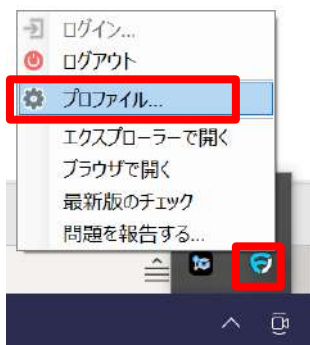 ログイン...
ログアウト
プロファイル...
エクスプローラーで開く
ブラウザで開く
最新版のチェック
問題を報告する...